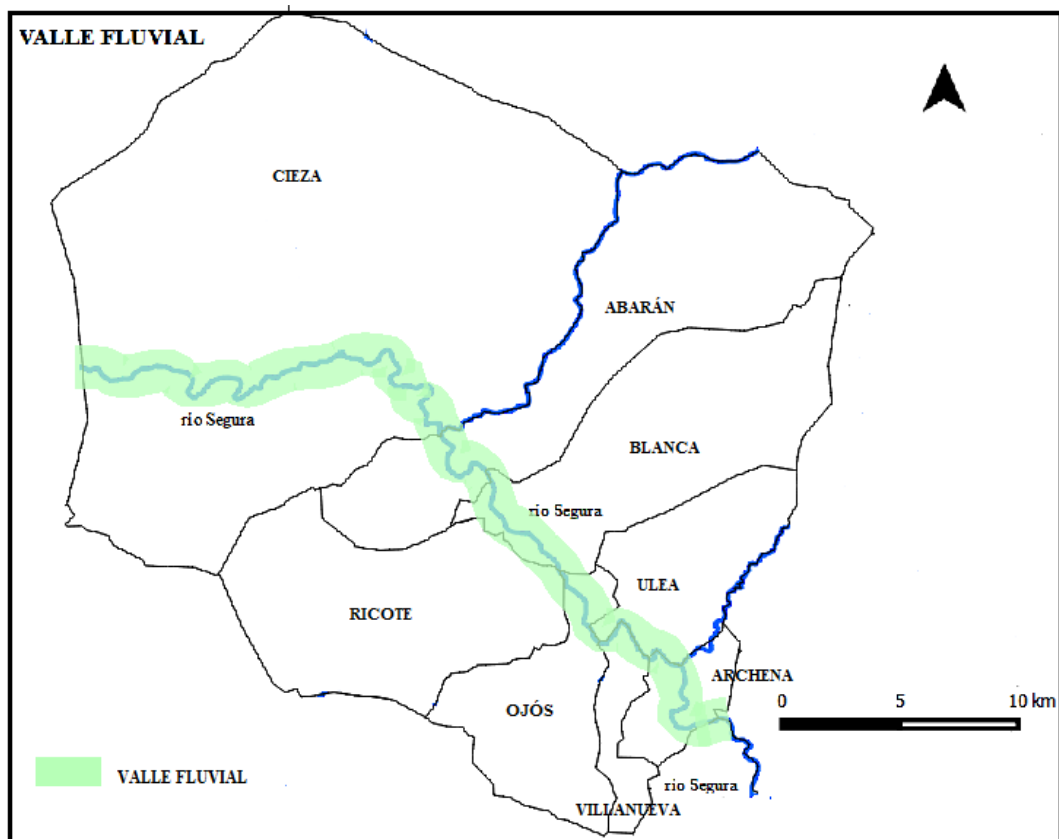 VALLE FLUVIAL
CIEZA
ABARÁN
río Segura
BLANCA
río Segura
ULEA
RICOTE
ARCHENA
0 5 10 km
OJÓS
VALLE FLUVIAL
río Segura
VILLANUEVA